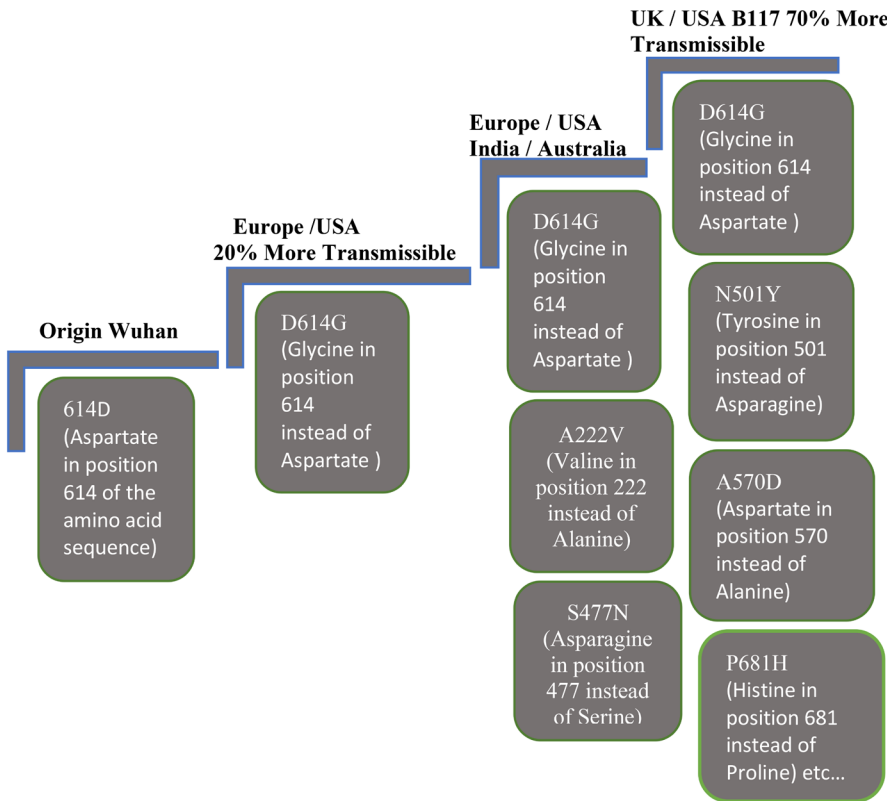 Origin Wuhan
614D
(Aspartate
in position
614 of the
amino acid
sequence)
Europe /USA
20% More Transmissible
D614G
(Glycine in
position
614
instead of
Aspartate )
Europe / USA
India / Australia
D614G
(Glycine in
position
614
instead of
Aspartate )
A222V
(Valine in
position 222
instead of
Alanine)
S477N
(Asparagine
in position
477 instead
of Serine)
UK / USA B117 70% More
Transmissible
D614G
(Glycine in
position 614
instead of
Aspartate )
N501Y
(Tyrosine in
position 501
instead of
Asparagine)
A570D
(Aspartate in
position 570
instead of
Alanine)
P681H
(Histine in
position 681
instead of
Proline) etc...